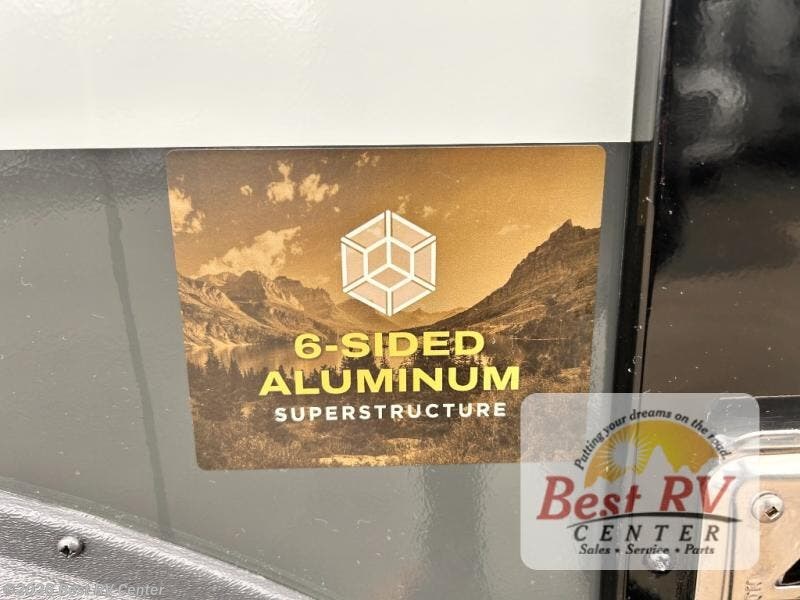 6-SIDED
ALUMINUM
SUPERSTRUCTURE
Putting your dreams on the road.
Best RV
CENTER
Sales • Service • Parts